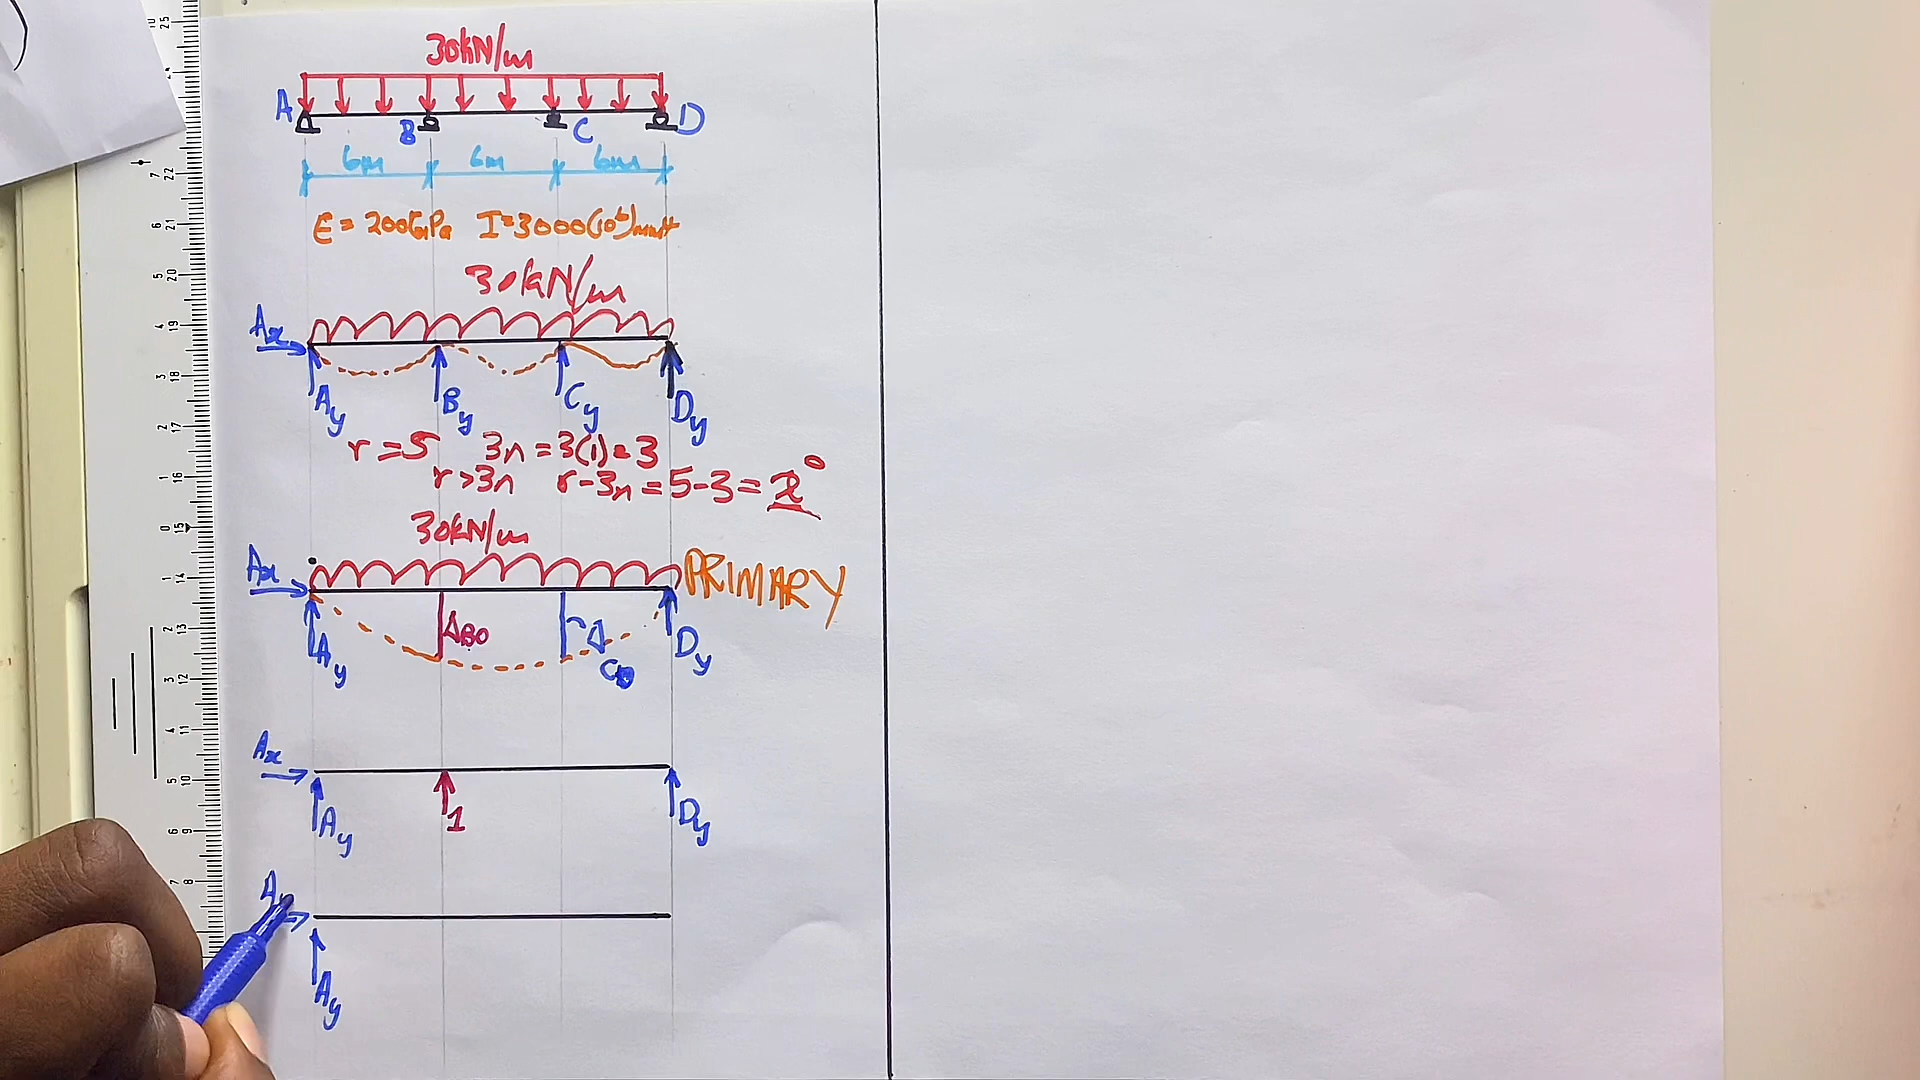 30kN/m
A B C D
6m 6m 6m
E = 200GPa I=3000(10⁶)mm⁴
30kN/m
Ax
Ay By Cy Dy
r = 5 3n = 3(1) = 3
r >3n r - 3n = 5 - 3 = 2°
30kN/m
Ax PRIMARY
ΔBO Δ CO
Ay Dy
Ax
Ay 1 Dy
A
Ay